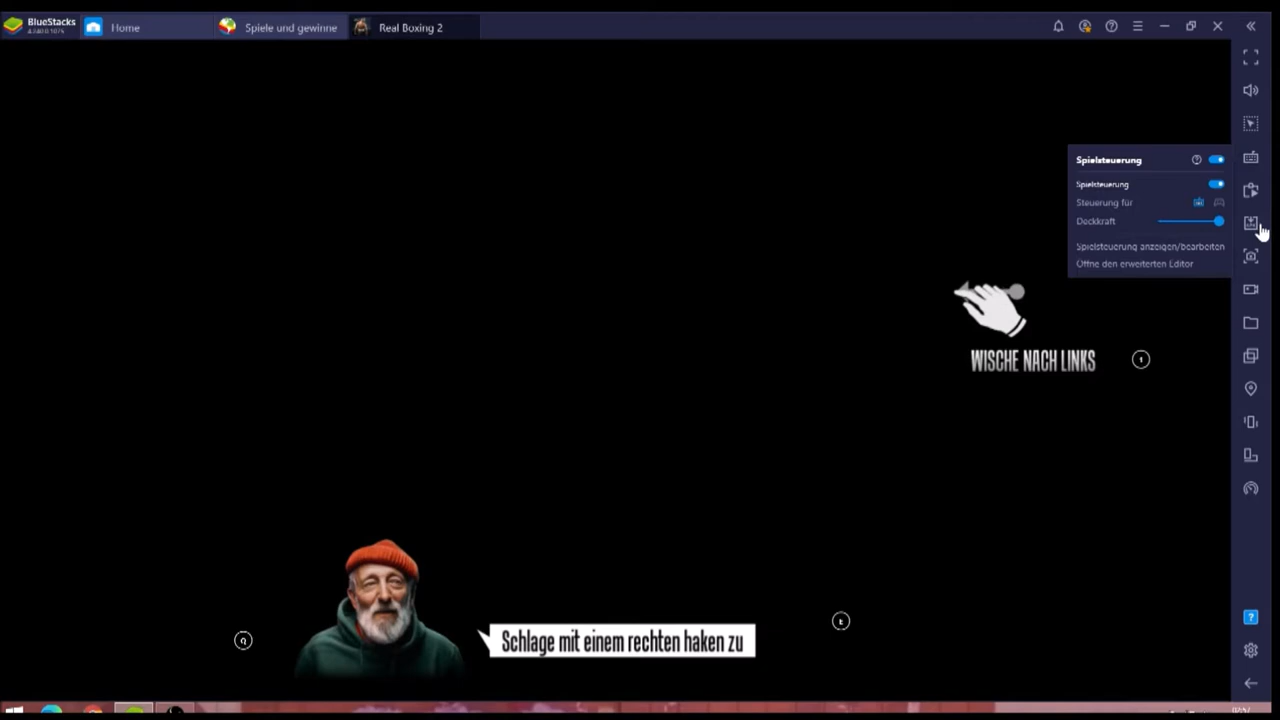 BlueStacks
Home
Spiele und gewinne
Real Boxing 2
Spielsteuerung
Spielsteuerung
Steuerung für
Deckkraft
Spielsteuerung anzeigen/bearbeiten
Öffne den erweiterten Editor
WISCHE NACH LINKS
Schlage mit einem rechten haken zu